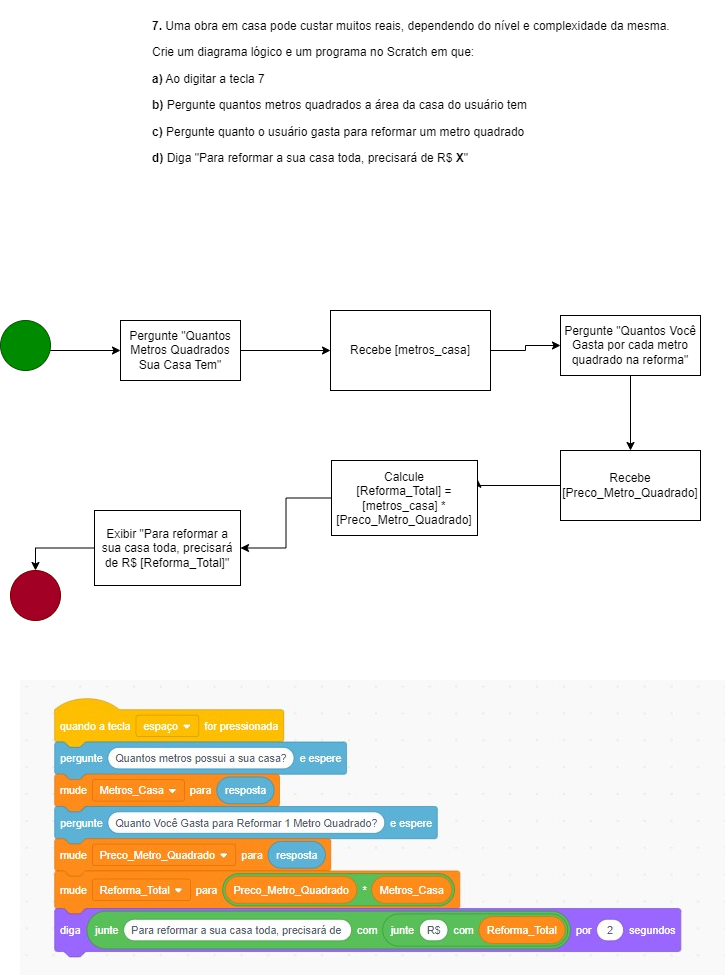 7. Uma obra em casa pode custar muitos reais, dependendo do nível e complexidade da mesma.
Crie um diagrama lógico e um programa no Scratch em que:
a) Ao digitar a tecla 7
b) Pergunte quantos metros quadrados a área da casa do usuário tem
c) Pergunte quanto o usuário gasta para reformar um metro quadrado
d) Diga "Para reformar a sua casa toda, precisará de R$ X"
Pergunte "Quantos
Metros Quadrados
Sua Casa Tem"
Recebe [metros_casa]
Pergunte "Quantos Você
Gasta por cada metro
quadrado na reforma"
Recebe
[Preco_Metro_Quadrado]
Calcule
[Reforma_Total] =
[metros_casa] *
[Preco_Metro_Quadrado]
Exibir "Para reformar a
sua casa toda, precisará
de R$ [Reforma_Total]"
quando a tecla espaço for pressionada
pergunte Quantos metros possui a sua casa? e espere
mude Metros_Casa para resposta
pergunte Quanto Você Gasta para Reformar 1 Metro Quadrado? e espere
mude Preco_Metro_Quadrado para resposta
mude Reforma_Total para Preco_Metro_Quadrado * Metros_Casa
diga junte Para reformar a sua casa toda, precisará de com junte R$ com Reforma_Total por 2 segundos